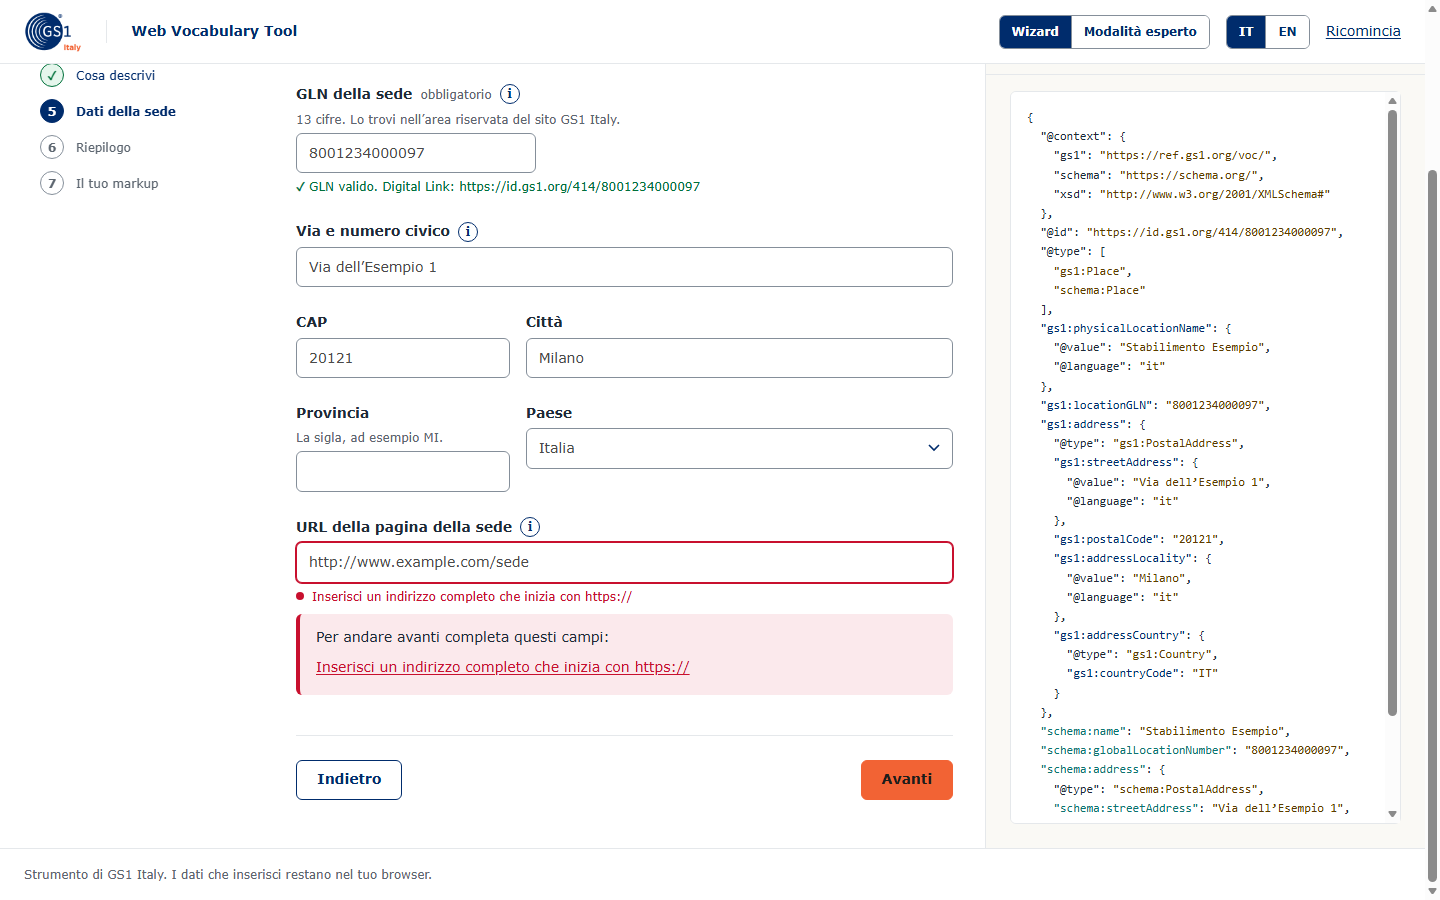 GS1 Italy
Web Vocabulary Tool
Wizard
Modalità esperto
IT
EN
Ricomincia
✓ Cosa descrivi
5 Dati della sede
6 Riepilogo
7 Il tuo markup
GLN della sede obbligatorio i
13 cifre. Lo trovi nell’area riservata del sito GS1 Italy.
8001234000097
✓ GLN valido. Digital Link: https://id.gs1.org/414/8001234000097
Via e numero civico i
Via dell’Esempio 1
CAP
Città
20121
Milano
Provincia
Paese
La sigla, ad esempio MI.
Italia
URL della pagina della sede i
http://www.example.com/sede
Inserisci un indirizzo completo che inizia con https://
Per andare avanti completa questi campi:
Inserisci un indirizzo completo che inizia con https://
Indietro
Avanti
{
"@context": {
"gs1": "https://ref.gs1.org/voc/",
"schema": "https://schema.org/",
"xsd": "http://www.w3.org/2001/XMLSchema#"
},
"@id": "https://id.gs1.org/414/8001234000097",
"@type": [
"gs1:Place",
"schema:Place"
],
"gs1:physicalLocationName": {
"@value": "Stabilimento Esempio",
"@language": "it"
},
"gs1:locationGLN": "8001234000097",
"gs1:address": {
"@type": "gs1:PostalAddress",
"gs1:streetAddress": {
"@value": "Via dell’Esempio 1",
"@language": "it"
},
"gs1:postalCode": "20121",
"gs1:addressLocality": {
"@value": "Milano",
"@language": "it"
},
"gs1:addressCountry": {
"@type": "gs1:Country",
"gs1:countryCode": "IT"
}
},
"schema:name": "Stabilimento Esempio",
"schema:globalLocationNumber": "8001234000097",
"schema:address": {
"@type": "schema:PostalAddress",
"schema:streetAddress": "Via dell’Esempio 1",
Strumento di GS1 Italy. I dati che inserisci restano nel tuo browser.